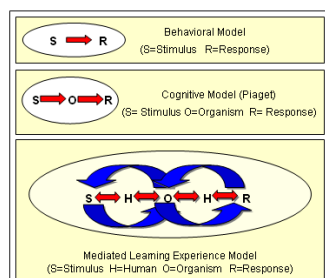 S R
Behavioral Model
(S=Stimulus R=Response)
S O R
Cognitive Model (Piaget)
(S= Stimulus O=Organism R= Response)
S H O H R
Mediated Learning Experience Model
(S=Stimulus H=Human O=Organism R=Response)